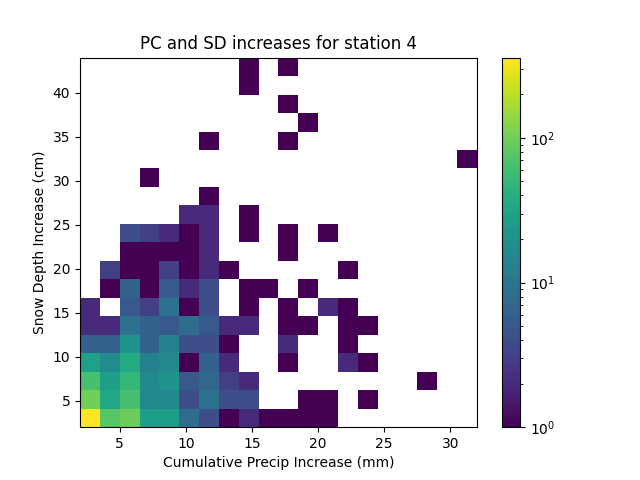 PC and SD increases for station 4
40
35
30
25
20
15
10
5
Snow Depth Increase (cm)
5 10 15 20 25 30
Cumulative Precip Increase (mm)
10²
10¹
10⁰